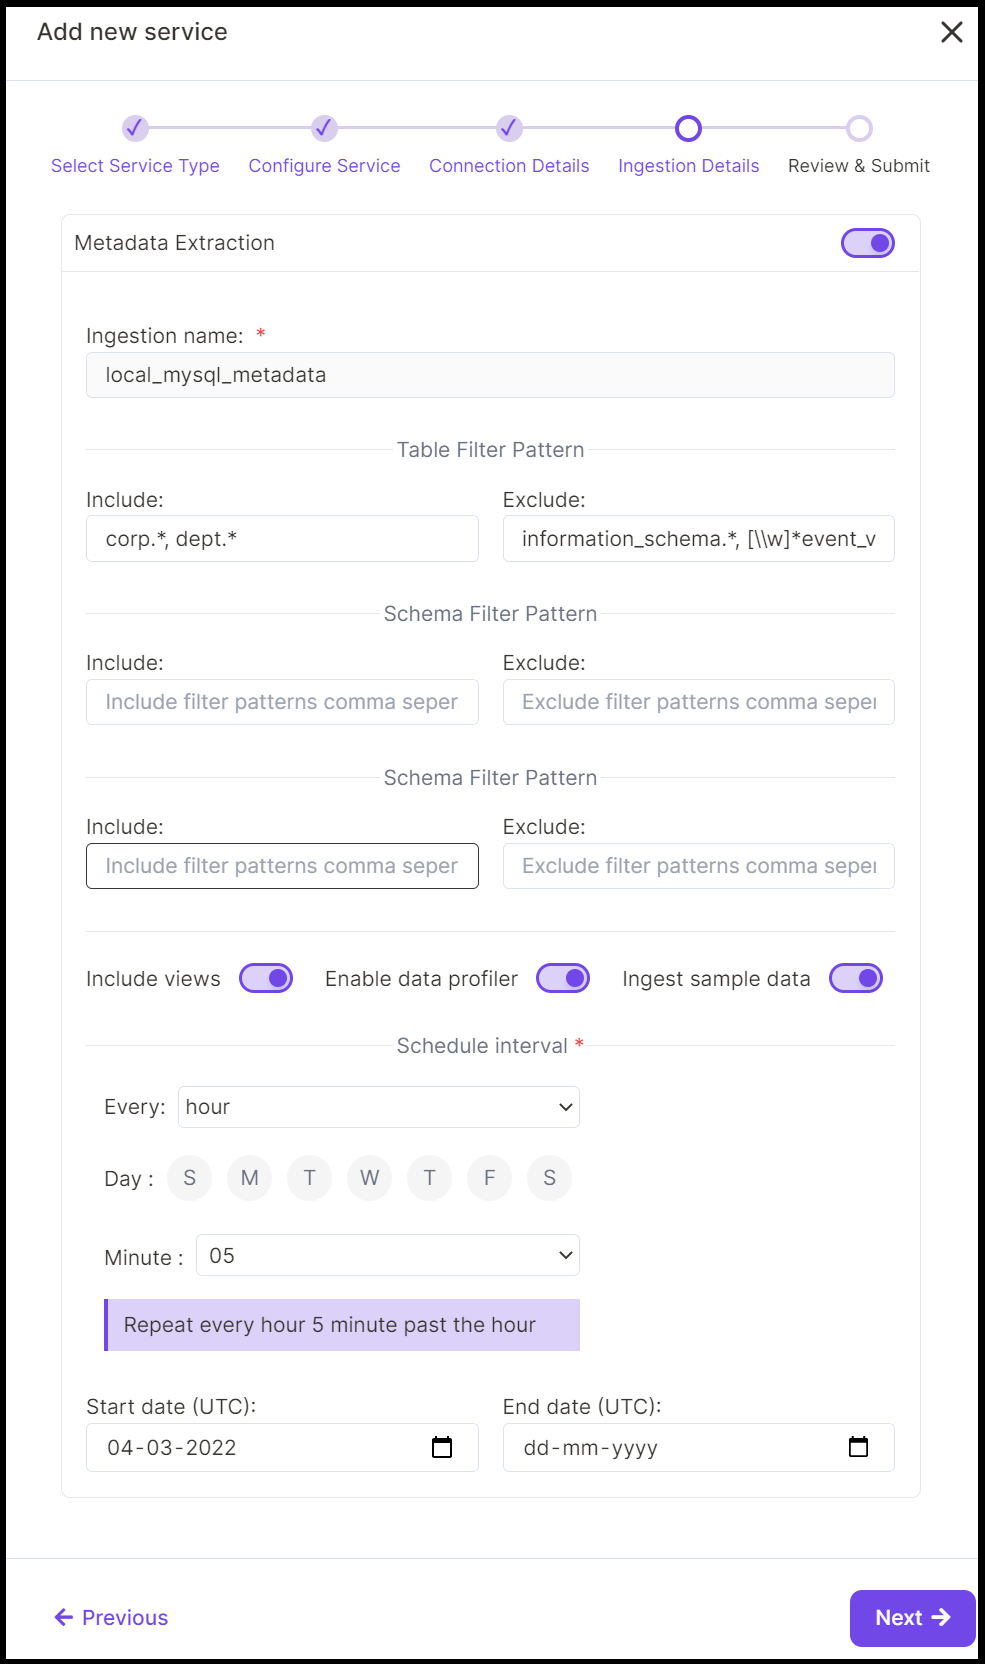 Add new service
Select Service Type Configure Service Connection Details Ingestion Details Review & Submit
Metadata Extraction
Ingestion name: *
local_mysql_metadata
Table Filter Pattern
Include: Exclude:
corp.*, dept.* information_schema.*, [\\w]*event_v
Schema Filter Pattern
Include: Exclude:
Include filter patterns comma seper Exclude filter patterns comma seper
Schema Filter Pattern
Include: Exclude:
Include filter patterns comma seper Exclude filter patterns comma seper
Include views Enable data profiler Ingest sample data
Schedule interval *
Every: hour
Day : S M T W T F S
Minute : 05
Repeat every hour 5 minute past the hour
Start date (UTC): End date (UTC):
04-03-2022 dd-mm-yyyy
Previous Next